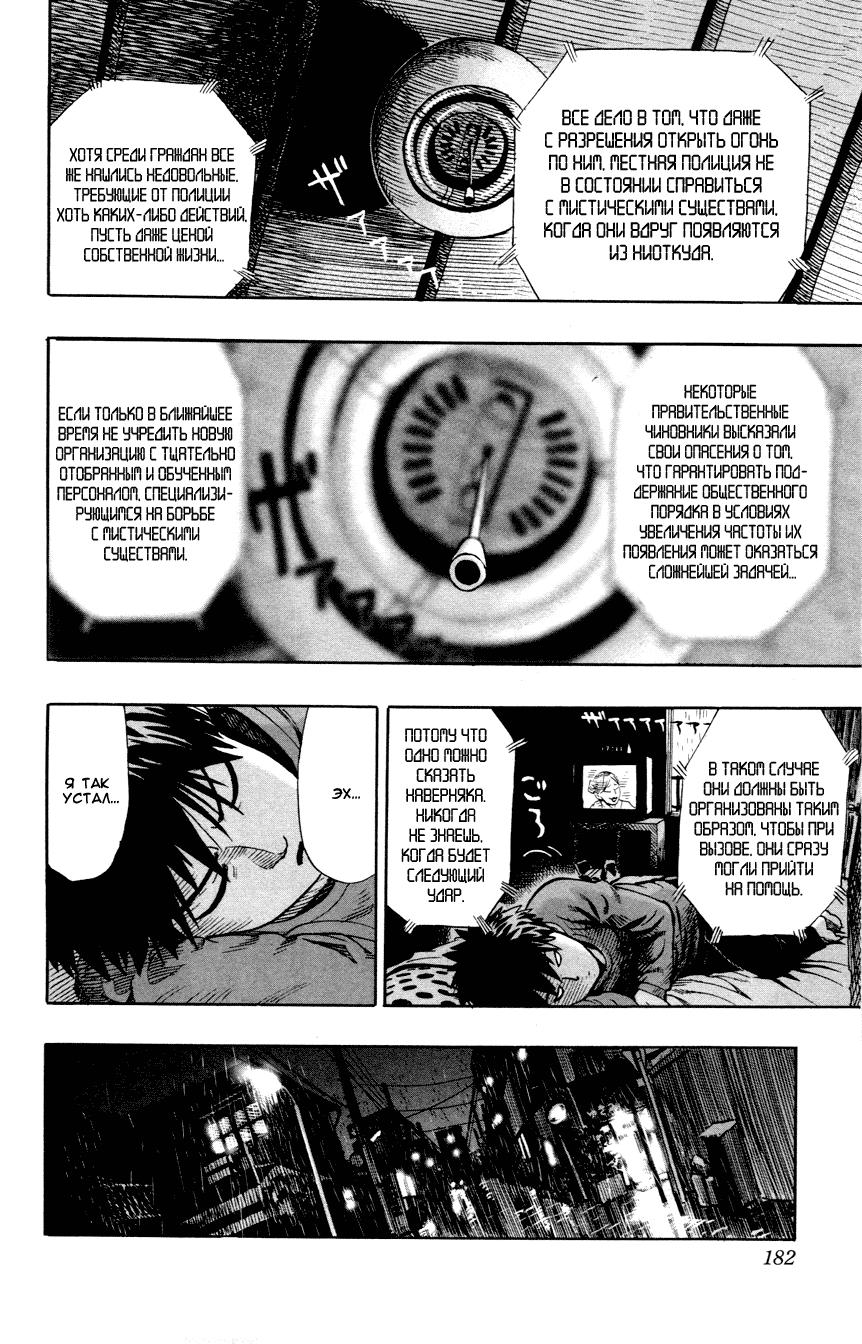 ВСЕ ДЕЛО В ТОМ, ЧТО ДАЖЕ
С РАЗРЕШЕНИЯ ОТКРЫТЬ ОГОНЬ
ПО НИМ, МЕСТНАЯ ПОЛИЦИЯ НЕ
В СОСТОЯНИИ СПРАВИТЬСЯ
С МИСТИЧЕСКИМИ СУЩЕСТВАМИ,
КОГДА ОНИ ВДРУГ ПОЯВЛЯЮТСЯ
ИЗ НИОТКУДА.
ХОТЯ СРЕДИ ГРАЖДАН ВСЕ
ЖЕ НАШЛИСЬ НЕДОВОЛЬНЫЕ,
ТРЕБУЮЩИЕ ОТ ПОЛИЦИИ
ХОТЬ КАКИХ-ЛИБО ДЕЙСТВИЙ,
ПУСТЬ ДАЖЕ ЦЕНОЙ
СОБСТВЕННОЙ ЖИЗНИ...
НЕКОТОРЫЕ
ПРАВИТЕЛЬСТВЕННЫЕ
ЧИНОВНИКИ ВЫСКАЗАЛИ
СВОИ ОПАСЕНИЯ О ТОМ,
ЧТО ГАРАНТИРОВАТЬ ПОД-
ДЕРЖАНИЕ ОБЩЕСТВЕННОГО
ПОРЯДКА В УСЛОВИЯХ
УВЕЛИЧЕНИЯ ЧАСТОТЫ ИХ
ПОЯВЛЕНИЯ МОЖЕТ ОКАЗАТЬСЯ
СЛОЖНЕЙШЕЙ ЗАДАЧЕЙ...
ЕСЛИ ТОЛЬКО В БЛИЖАЙШЕЕ
ВРЕМЯ НЕ УЧРЕДИТЬ НОВУЮ
ОРГАНИЗАЦИЮ С ТЩАТЕЛЬНО
ОТОБРАННЫМ И ОБУЧЕННЫМ
ПЕРСОНАЛОМ, СПЕЦИАЛИЗИ-
РУЮЩИМСЯ НА БОРЬБЕ
С МИСТИЧЕСКИМИ
СУЩЕСТВАМИ.
В ТАКОМ СЛУЧАЕ
ОНИ ДОЛЖНЫ БЫТЬ
ОРГАНИЗОВАНЫ ТАКИМ
ОБРАЗОМ, ЧТОБЫ ПРИ
ВЫЗОВЕ, ОНИ СРАЗУ
МОГЛИ ПРИЙТИ
НА ПОМОЩЬ.
ПОТОМУ ЧТО
ОДНО МОЖНО
СКАЗАТЬ
НАВЕРНЯКА.
НИКОГДА
НЕ ЗНАЕШЬ,
КОГДА БУДЕТ
СЛЕДУЮЩИЙ
УДАР.
ЭХ...
Я ТАК
УСТАЛ...
182